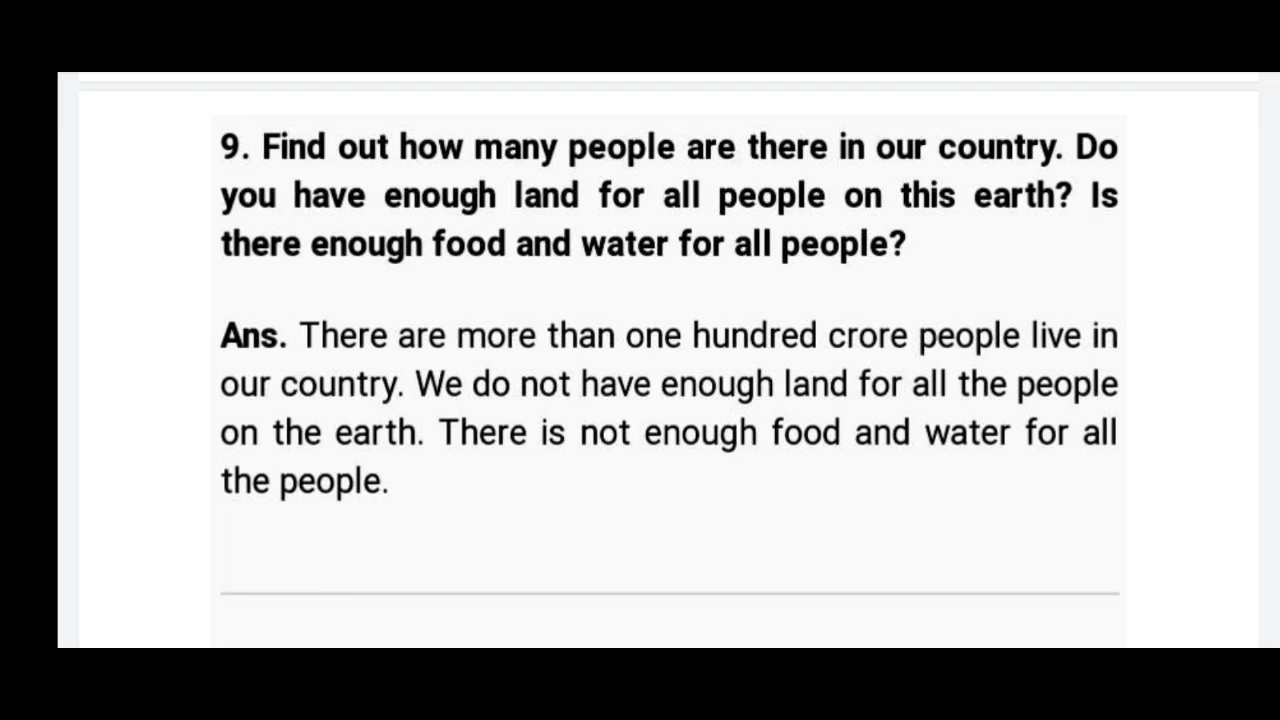 9. Find out how many people are there in our country. Do
you have enough land for all people on this earth? Is
there enough food and water for all people?
Ans. There are more than one hundred crore people live in
our country. We do not have enough land for all the people
on the earth. There is not enough food and water for all
the people.